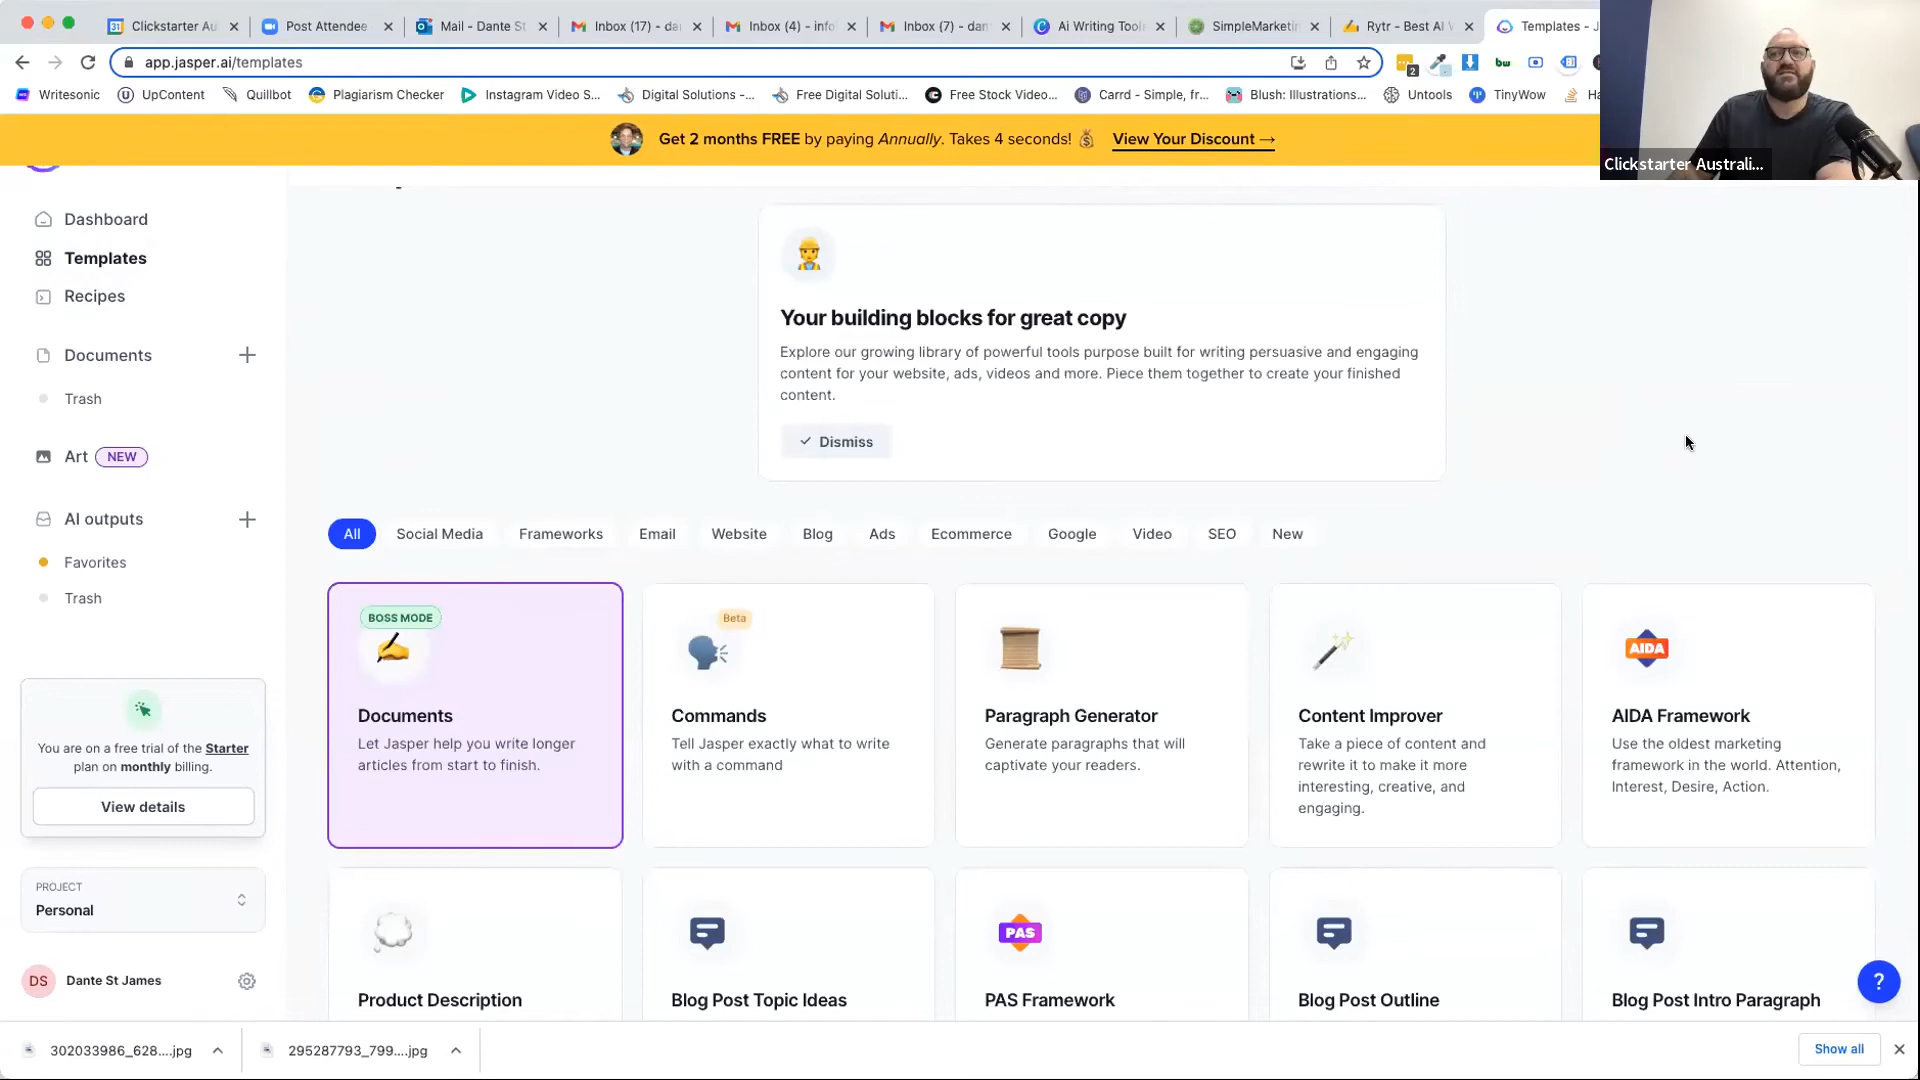 Clickstarter Au
Post Attendee
Mail - Dante St
Inbox (17) - da
Inbox (4) - info
Inbox (7) - dan
Ai Writing Tool
SimpleMarketin
Rytr - Best AI
Templates - J
app.jasper.ai/templates
2
bw
Writesonic
UpContent
Quillbot
Plagiarism Checker
Instagram Video S...
Digital Solutions -...
Free Digital Soluti...
Free Stock Video...
Carrd - Simple, fr...
Blush: Illustrations...
Untools
TinyWow
Clickstarter Australi...
Get 2 months FREE by paying Annually. Takes 4 seconds! 💰 View Your Discount →
Dashboard
Templates
Recipes
Documents
Trash
Art NEW
AI outputs
Favorites
Trash
You are on a free trial of the Starter
plan on monthly billing.
View details
PROJECT
Personal
DS Dante St James
Your building blocks for great copy
Explore our growing library of powerful tools purpose built for writing persuasive and engaging
content for your website, ads, videos and more. Piece them together to create your finished
content.
Dismiss
All Social Media Frameworks Email Website Blog Ads Ecommerce Google Video SEO New
BOSS MODE
Documents
Let Jasper help you write longer
articles from start to finish.
Beta
Commands
Tell Jasper exactly what to write
with a command
Paragraph Generator
Generate paragraphs that will
captivate your readers.
Content Improver
Take a piece of content and
rewrite it to make it more
interesting, creative, and
engaging.
AIDA
AIDA Framework
Use the oldest marketing
framework in the world. Attention,
Interest, Desire, Action.
Product Description
Blog Post Topic Ideas
PAS
PAS Framework
Blog Post Outline
Blog Post Intro Paragraph
?
302033986_628....jpg
295287793_799....jpg
Show all